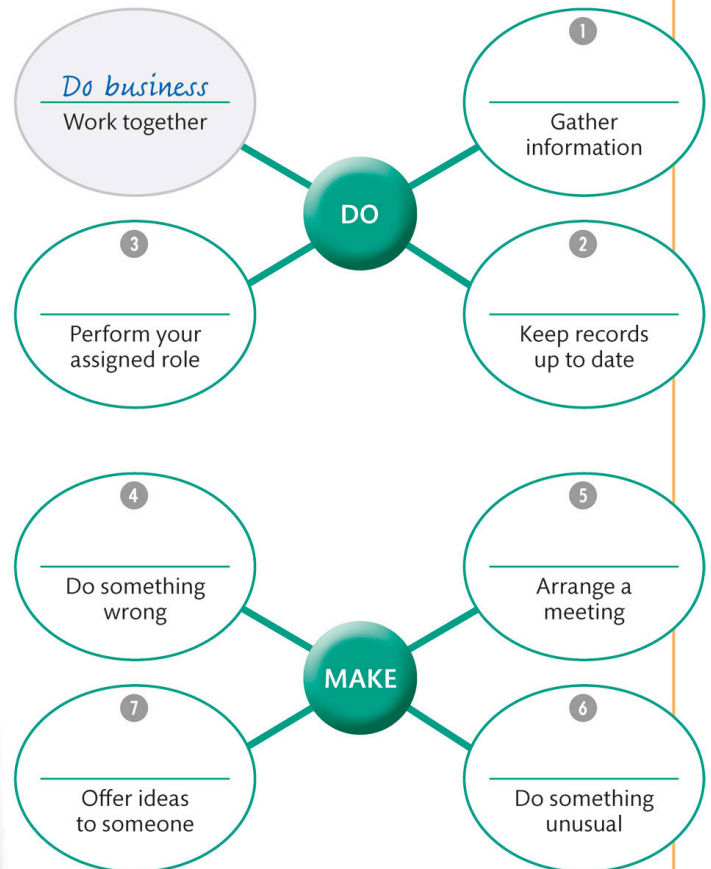 Do business
Work together
1
Gather
information
DO
3
Perform your
assigned role
2
Keep records
up to date
4
Do something
wrong
5
Arrange a
meeting
MAKE
7
Offer ideas
to someone
6
Do something
unusual